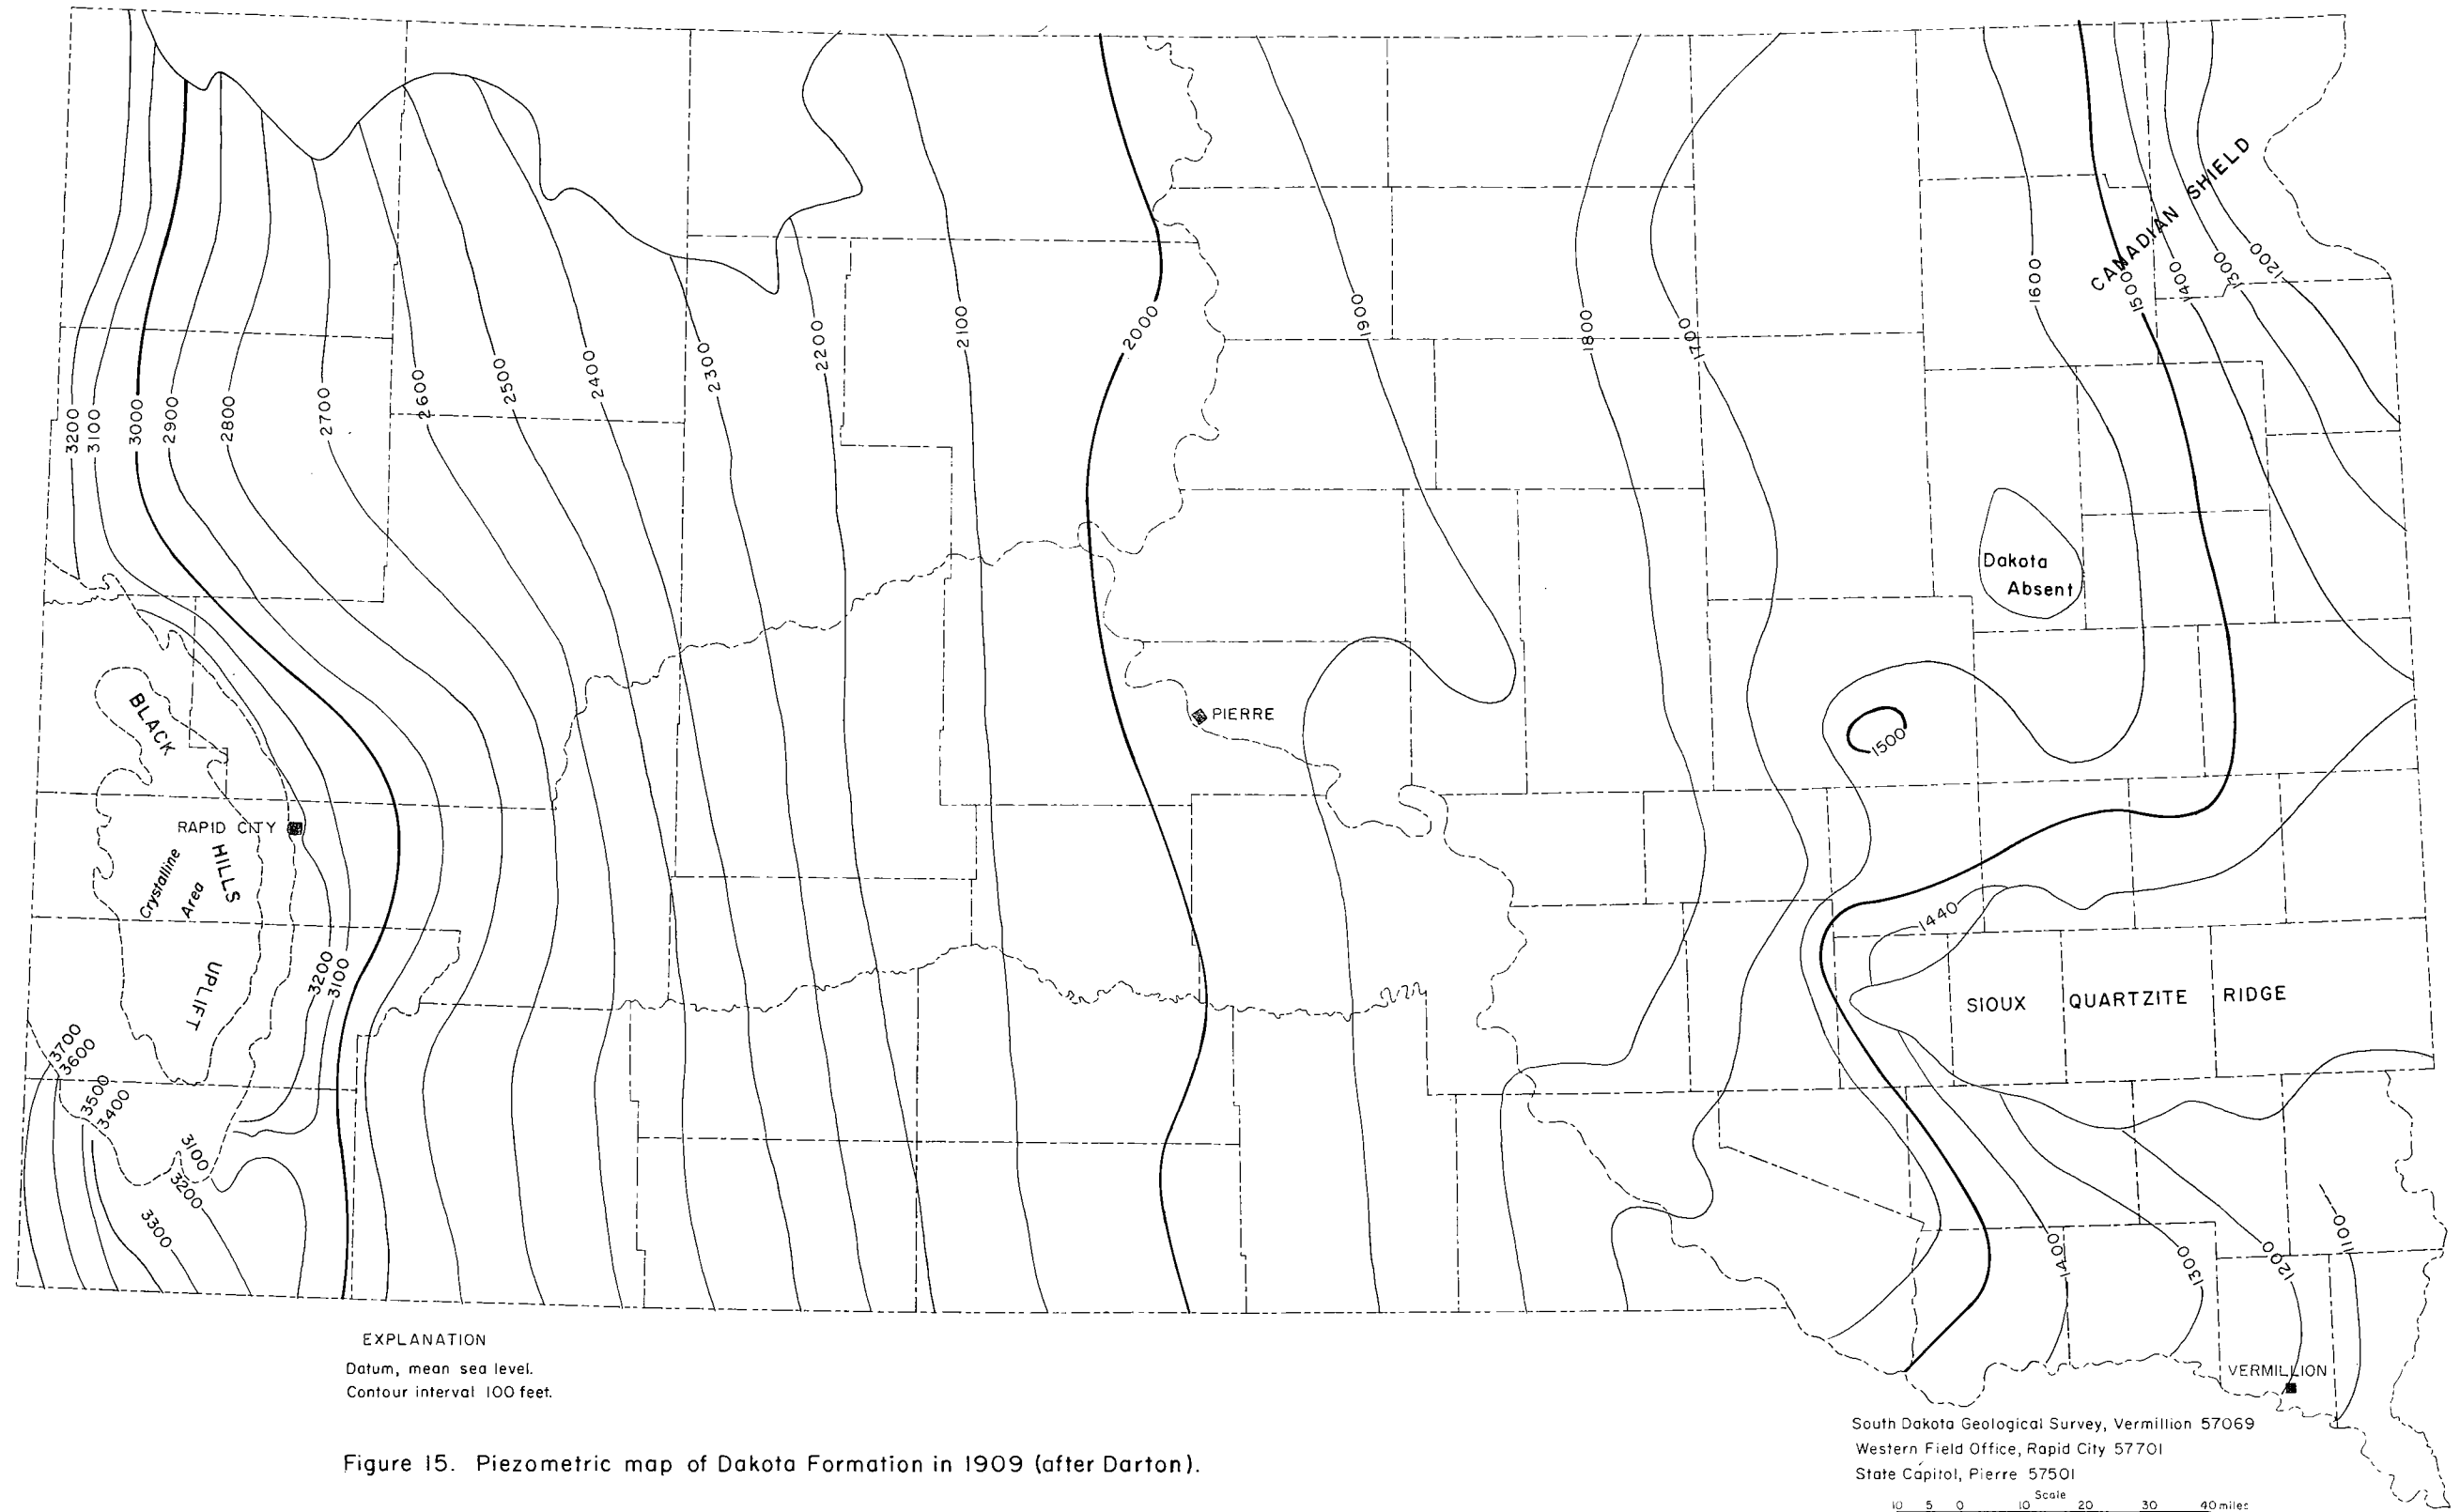 CANADIAN SHIELD
1600
1500
1400
1300
1200
1900
1800
1700
2000
2100
2200
2300
2400
2500
2600
2700
2800
2900
3000
3100
3200
Dakota
Absent
BLACK
HILLS
UPLIFT
Crystalline
Area
RAPID CITY
PIERRE
1500
1440
SIOUX QUARTZITE RIDGE
3200
3100
3700
3600
3500
3400
3100
3200
3300
1400
1300
1200
1100
VERMILLION
EXPLANATION
Datum, mean sea level.
Contour interval 100 feet.
Figure 15. Piezometric map of Dakota Formation in 1909 (after Darton).
South Dakota Geological Survey, Vermillion 57069
Western Field Office, Rapid City 57701
State Capitol, Pierre 57501
Scale
10 5 0 10 20 30 40 miles